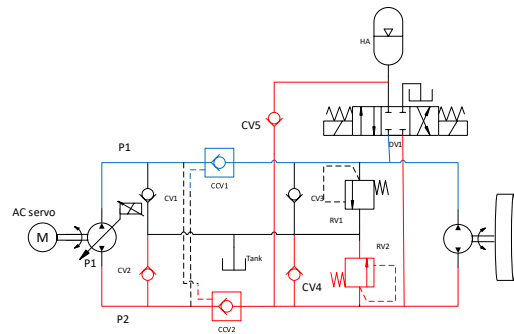 HA
CV5
DV1
P1
CCV1
CV1
CV3
RV1
AC servo
M
P1
CV2
Tank
CV4
RV2
P2
CCV2